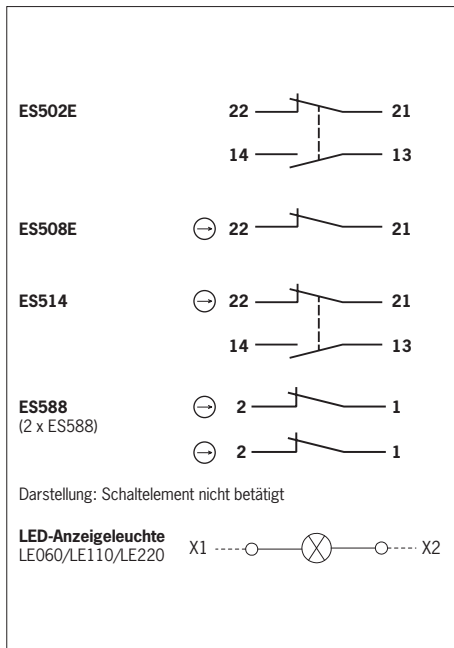 ES502E 22 21
14 13
ES508E 22 21
ES514 22 21
14 13
ES588 2 1
(2 x ES588)
2 1
Darstellung: Schaltelement nicht betätigt
LED-Anzeigeleuchte
LE060/LE110/LE220 X1 X2